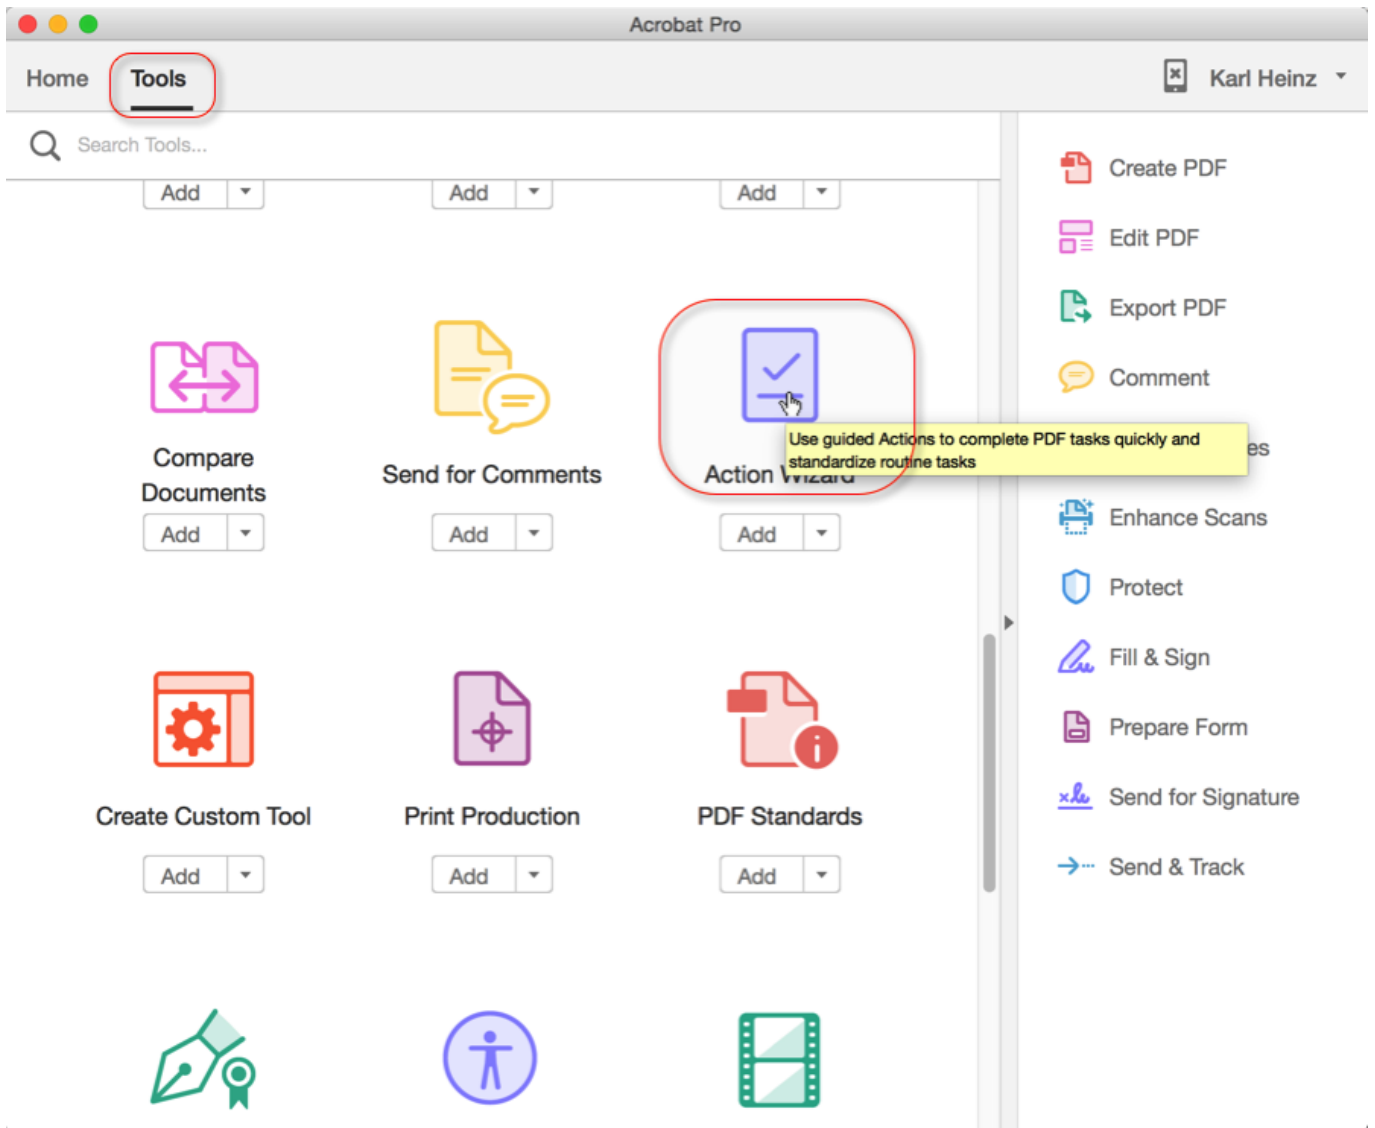 Acrobat Pro
Home
Tools
Karl Heinz
Search Tools...
Add
Add
Add
Compare
Documents
Add
Send for Comments
Add
Action Wizard
Add
Use guided Actions to complete PDF tasks quickly and
standardize routine tasks
Create Custom Tool
Add
Print Production
Add
PDF Standards
Add
Create PDF
Edit PDF
Export PDF
Comment
es
Enhance Scans
Protect
Fill & Sign
Prepare Form
Send for Signature
Send & Track